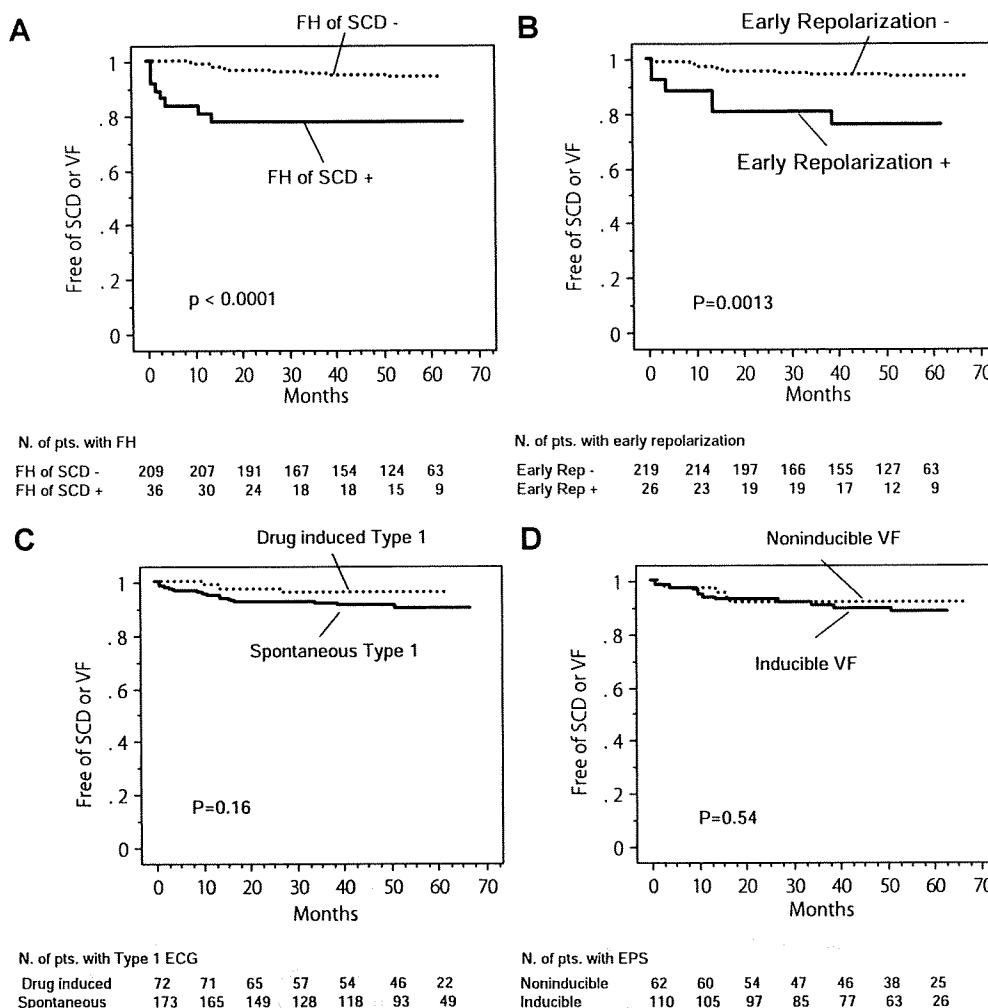 A
FH of SCD -
1
. 8
. 6
. 4
. 2
0
Free of SCD or VF
FH of SCD +
p < 0.0001
0 10 20 30 40 50 60 70
Months
N. of pts. with FH
FH of SCD - 209 207 191 167 154 124 63
FH of SCD + 36 30 24 18 18 15 9
B
Early Repolarization -
1
. 8
. 6
. 4
. 2
0
Free of SCD or VF
Early Repolarization +
P=0.0013
0 10 20 30 40 50 60 70
Months
N. of pts. with early repolarization
Early Rep - 219 214 197 166 155 127 63
Early Rep + 26 23 19 19 17 12 9
C
Drug induced Type 1
1
. 8
. 6
. 4
. 2
0
Free of SCD or VF
Spontaneous Type 1
P=0.16
0 10 20 30 40 50 60 70
Months
N. of pts. with Type 1 ECG
Drug induced 72 71 65 57 54 46 22
Spontaneous 173 165 149 128 118 93 49
D
Noninducible VF
1
. 8
. 6
. 4
. 2
0
Free of SCD or VF
Inducible VF
P=0.54
0 10 20 30 40 50 60 70
Months
N. of pts. with EPS
Noninducible 62 60 54 47 46 38 25
Inducible 110 105 97 85 77 63 26